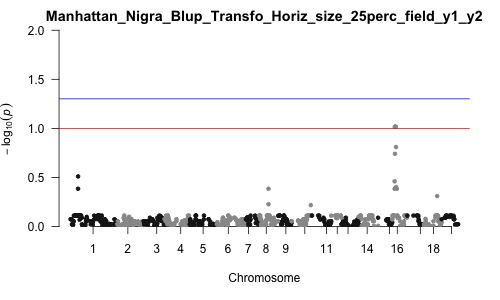 Manhattan_Nigra_Blup_Transfo_Horiz_size_25perc_field_y1_y2
2.0
1.5
1.0
0.5
0.0
− log10(p)
1 2 3 4 5 6 7 8 9 11 14 16 18
Chromosome